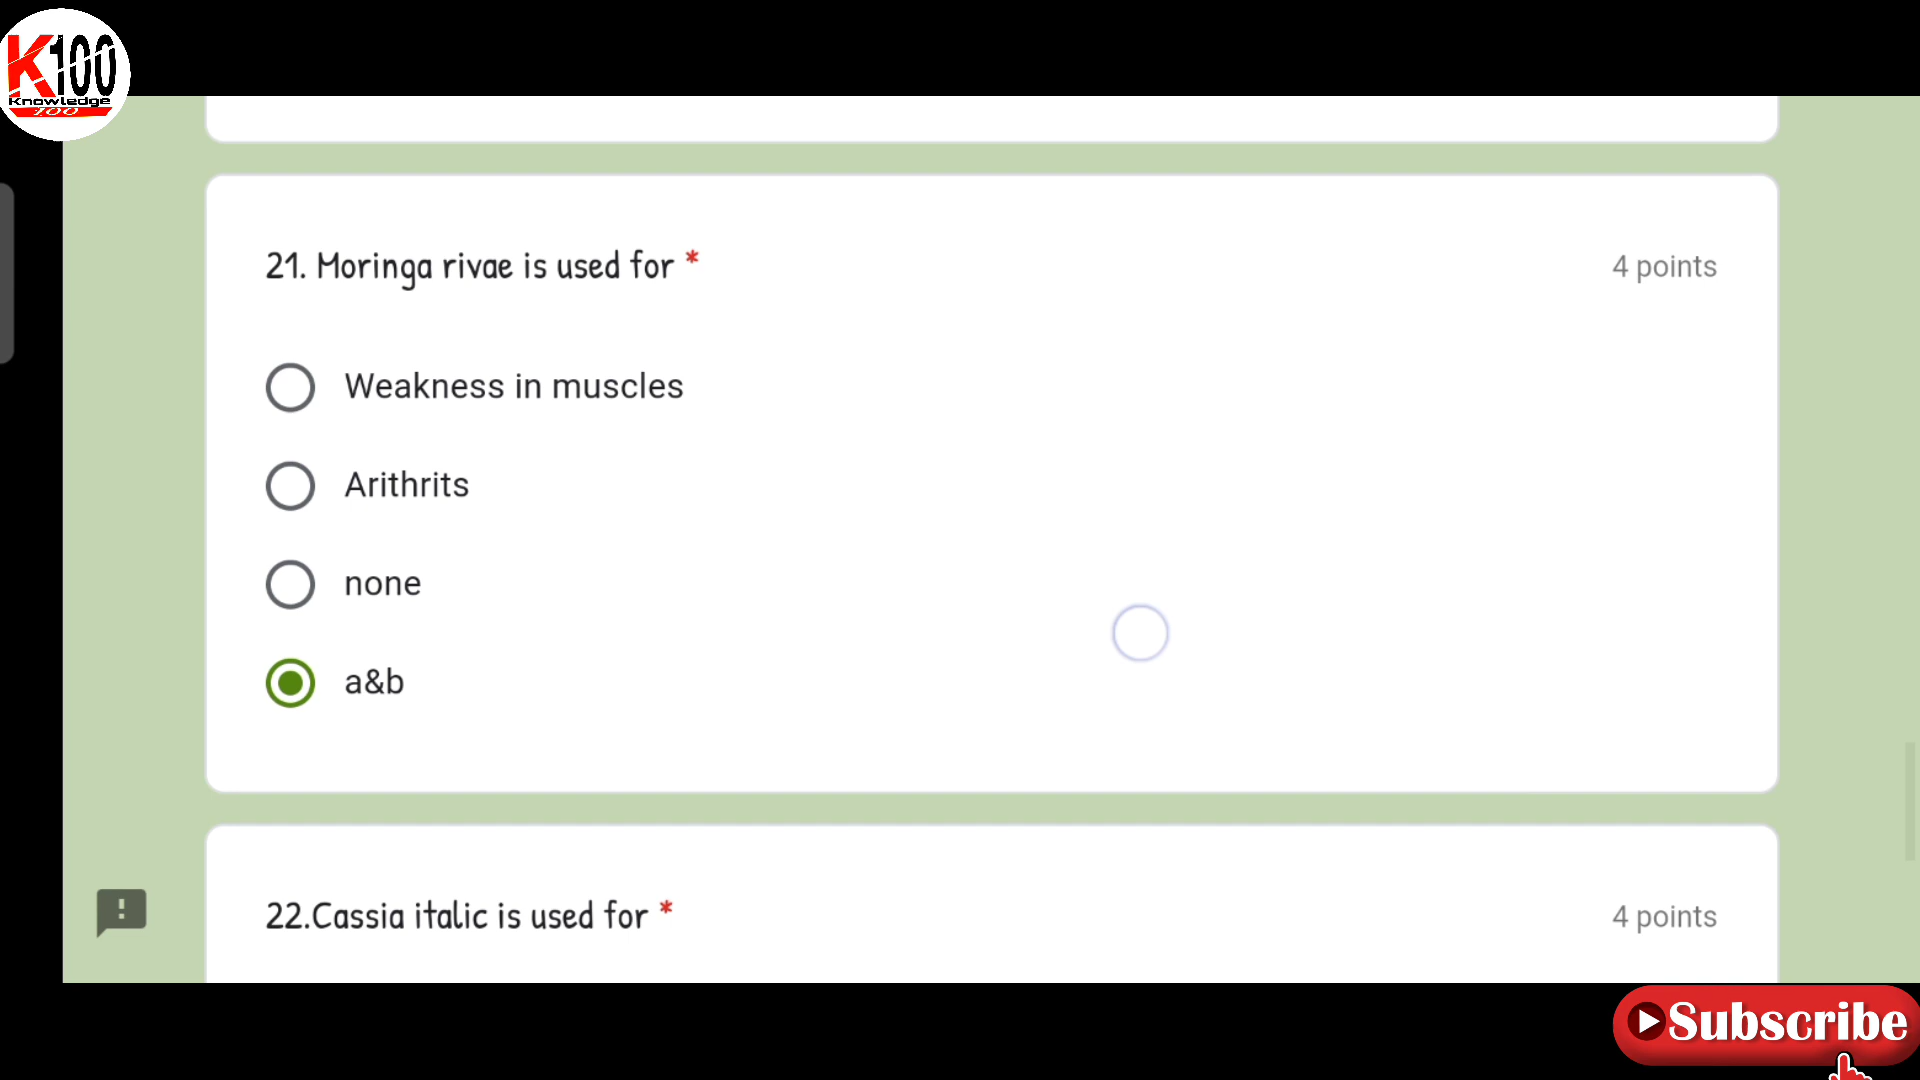 K100
Knowledge
100
21. Moringa rivae is used for *
4 points
Weakness in muscles
Arithrits
none
a&b
22.Cassia italic is used for *
4 points
Subscribe